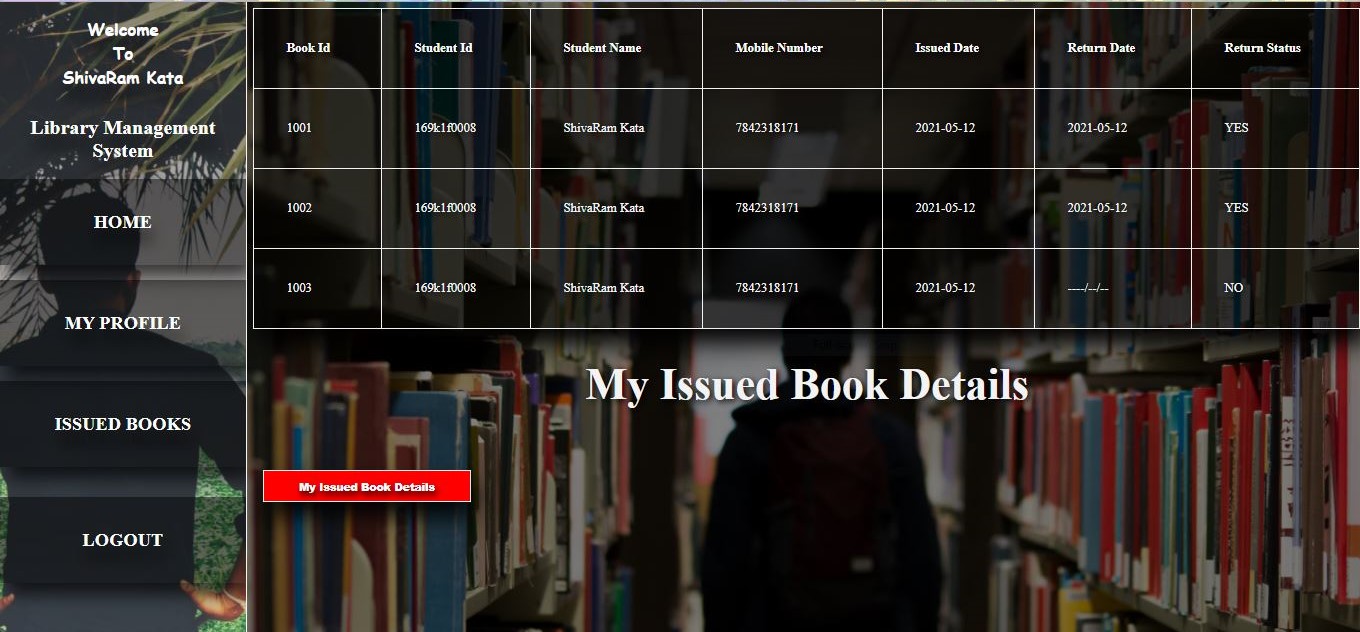 Welcome
To
ShivaRam Kata
Library Management
System
HOME
MY PROFILE
ISSUED BOOKS
LOGOUT
Book Id Student Id Student Name Mobile Number Issued Date Return Date Return Status
1001 169k1f0008 ShivaRam Kata 7842318171 2021-05-12 2021-05-12 YES
1002 169k1f0008 ShivaRam Kata 7842318171 2021-05-12 2021-05-12 YES
1003 169k1f0008 ShivaRam Kata 7842318171 2021-05-12 ----/--/-- NO
My Issued Book Details
My Issued Book Details